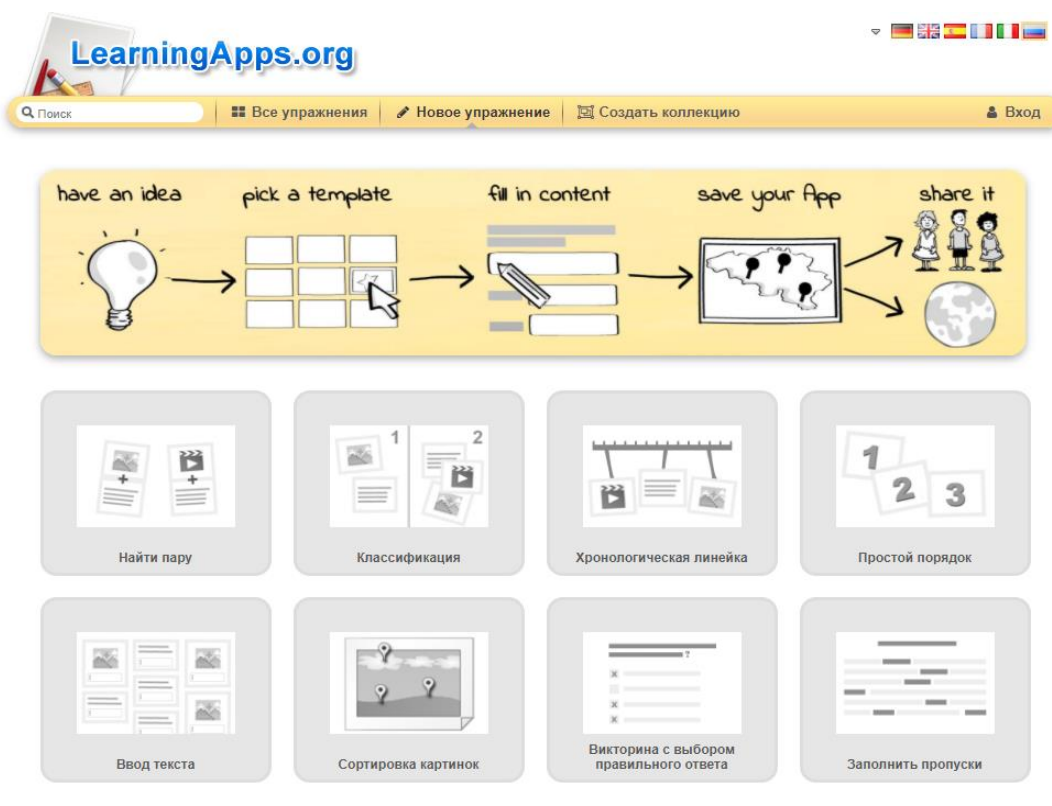 LearningApps.org
Поиск
Все упражнения
Новое упражнение
Создать коллекцию
Вход
have an idea
pick a template
fill in content
save your App
share it
1
2
1
2
3
Найти пару
Классификация
Хронологическая линейка
Простой порядок
?
Ввод текста
Сортировка картинок
Викторина с выбором
правильного ответа
Заполнить пропуски